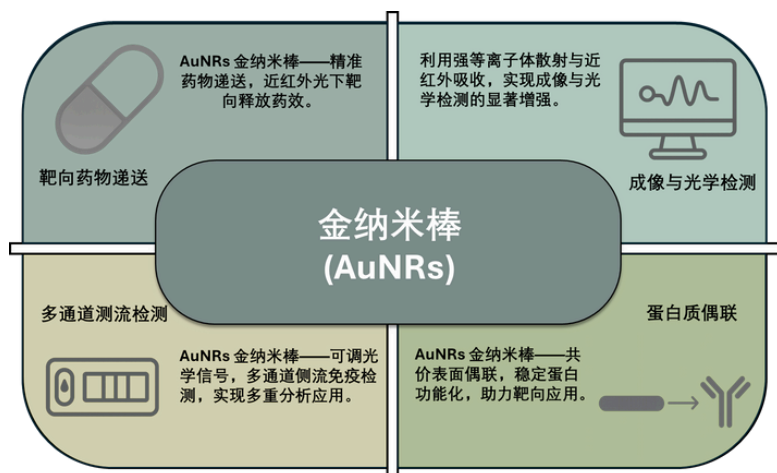 AuNRs 金纳米棒——精准
药物递送，近红外光下靶
向释放药效。
靶向药物递送
利用强等离子体散射与近
红外吸收，实现成像与光
学检测的显著增强。
成像与光学检测
金纳米棒
(AuNRs)
多通道测流检测
AuNRs 金纳米棒——可调光
学信号，多通道侧流免疫检
测，实现多重分析应用。
蛋白质偶联
AuNRs 金纳米棒——共
价表面偶联，稳定蛋白
功能化，助力靶向应用。